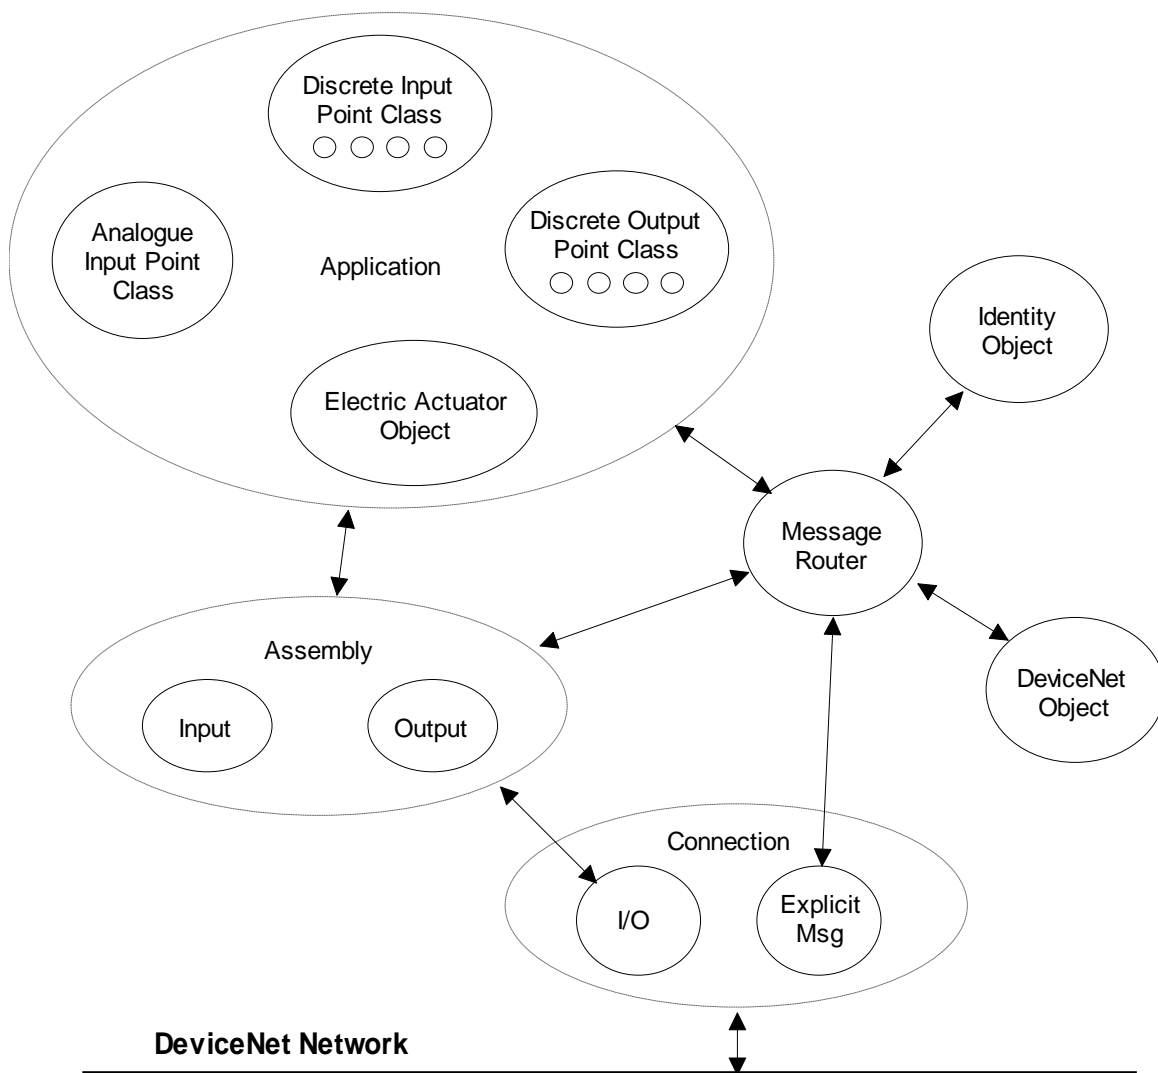 Discrete Input
Point Class
Analogue
Input Point
Class
Application
Discrete Output
Point Class
Electric Actuator
Object
Identity
Object
Message
Router
DeviceNet
Object
Assembly
Input
Output
Connection
I/O
Explicit
Msg
DeviceNet Network